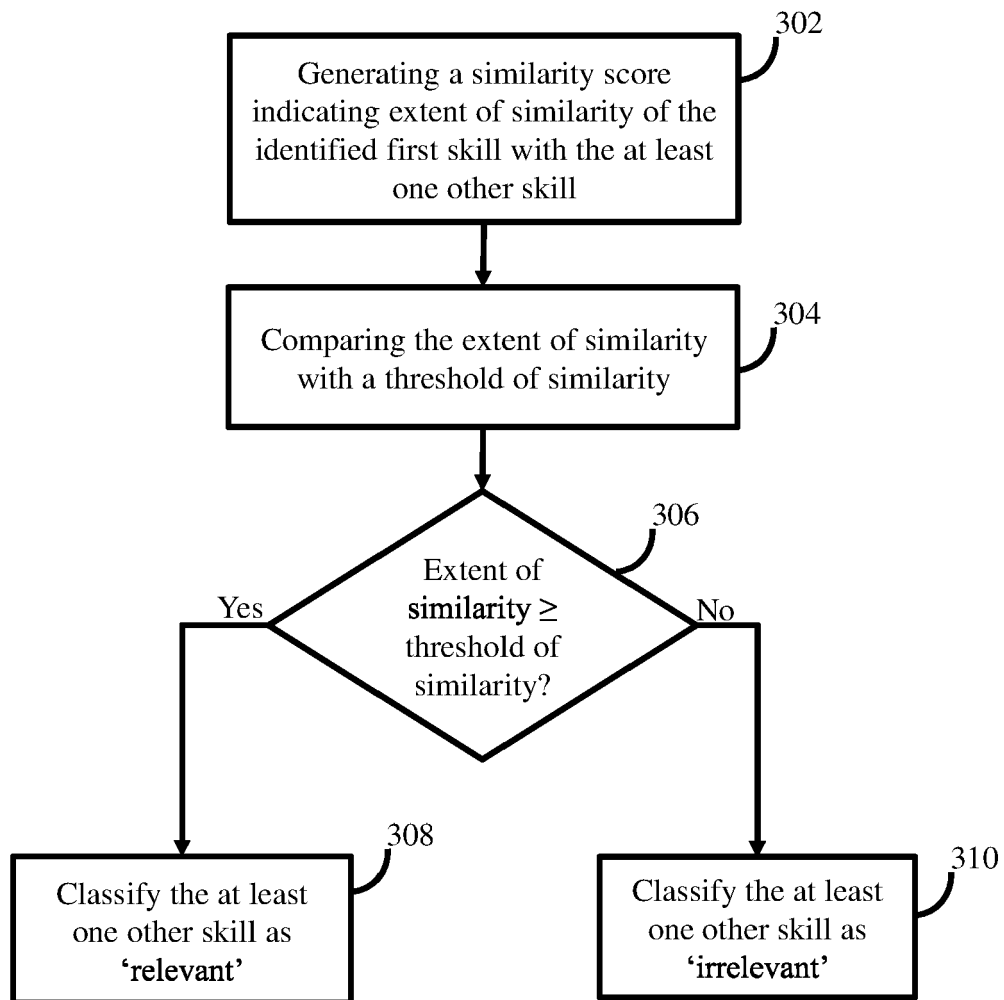 302
Generating a similarity score
indicating extent of similarity of the
identified first skill with the at least
one other skill
304
Comparing the extent of similarity
with a threshold of similarity
306
Extent of
similarity ≥
threshold of
similarity?
Yes
No
308
Classify the at least
one other skill as
‘relevant’
310
Classify the at least
one other skill as
‘irrelevant’